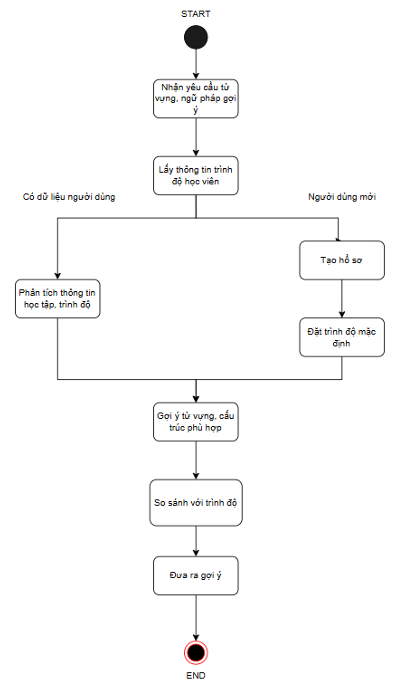 START
Nhận yêu cầu từ
vựng, ngữ pháp gợi
ý
Lấy thông tin trình
độ học viên
Có dữ liệu người dùng
Người dùng mới
Tạo hồ sơ
Phân tích thông tin
học tập, trình độ
Đặt trình độ mặc
định
Gợi ý từ vựng, cấu
trúc phù hợp
So sánh với trình độ
Đưa ra gợi ý
END